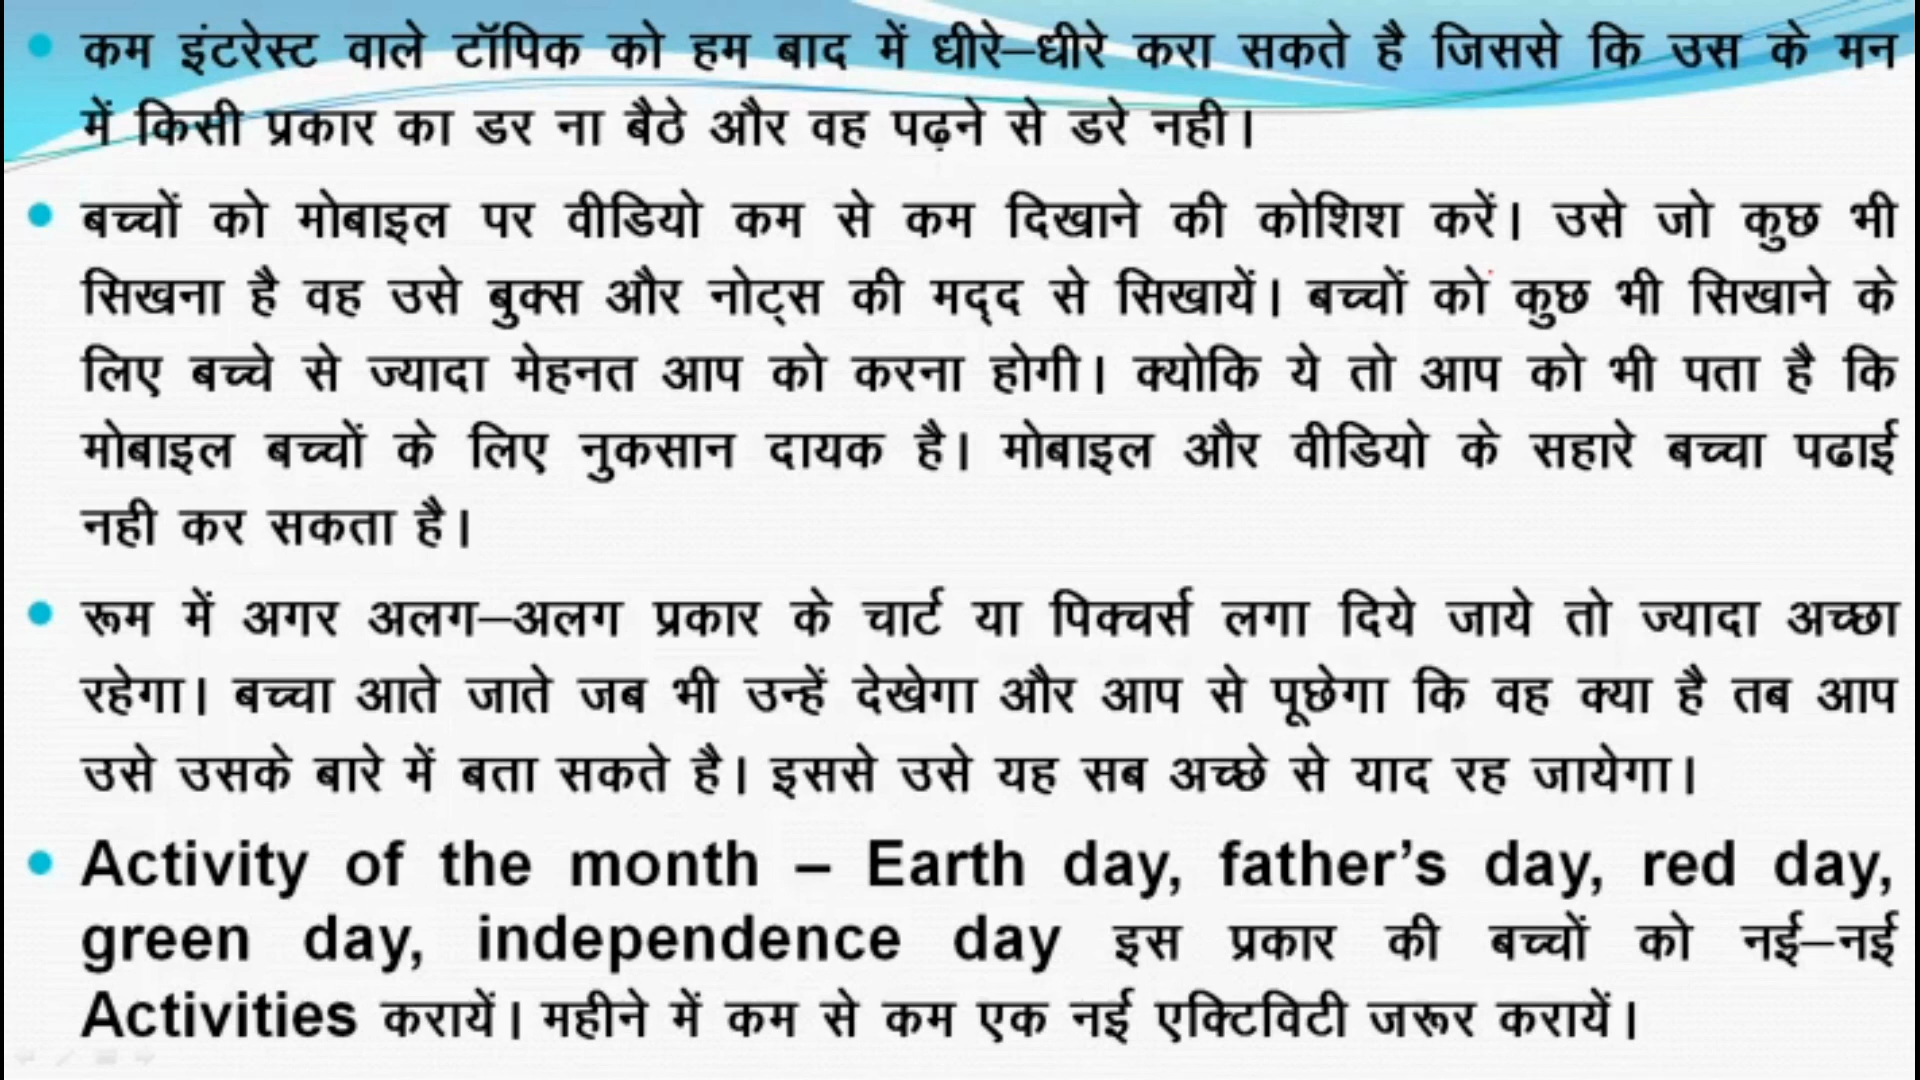 • कम इंटरेस्ट वाले टॉपिक को हम बाद में धीरे–धीरे करा सकते है जिससे कि उस के मन
में किसी प्रकार का डर ना बैठे और वह पढ़ने से डरे नही।
• बच्चों को मोबाइल पर वीडियो कम से कम दिखाने की कोशिश करें। उसे जो कुछ भी
सिखना है वह उसे बुक्स और नोट्स की मद्द से सिखायें। बच्चों को कुछ भी सिखाने के
लिए बच्चे से ज्यादा मेहनत आप को करना होगी। क्योकि ये तो आप को भी पता है कि
मोबाइल बच्चों के लिए नुकसान दायक है। मोबाइल और वीडियो के सहारे बच्चा पढाई
नही कर सकता है।
• रूम में अगर अलग–अलग प्रकार के चार्ट या पिक्चर्स लगा दिये जाये तो ज्यादा अच्छा
रहेगा। बच्चा आते जाते जब भी उन्हें देखेगा और आप से पूछेगा कि वह क्या है तब आप
उसे उसके बारे में बता सकते है। इससे उसे यह सब अच्छे से याद रह जायेगा।
• Activity of the month – Earth day, father’s day, red day,
green day, independence day इस प्रकार की बच्चों को नई–नई
Activities करायें। महीने में कम से कम एक नई एक्टिविटी जरूर करायें।